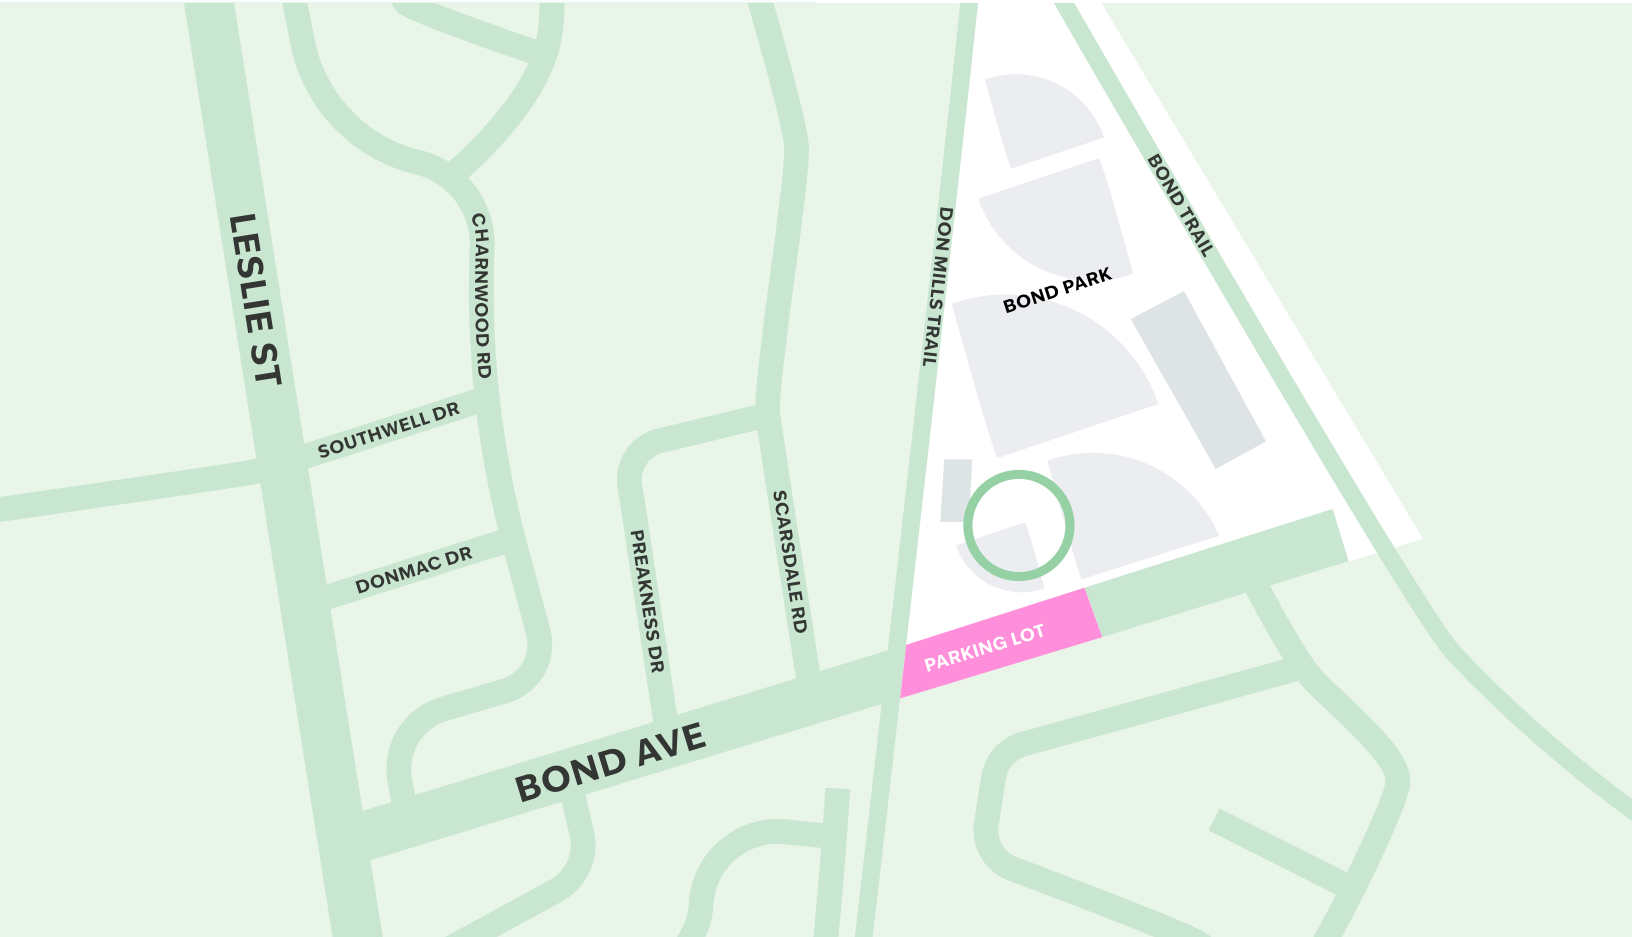 BOND TRAIL
DON MILLS TRAIL
LESLIE ST
CHARNWOOD RD
BOND PARK
SOUTHWELL DR
SCARSDALE RD
PREAKNESS DR
DONMAC DR
PARKING LOT
BOND AVE